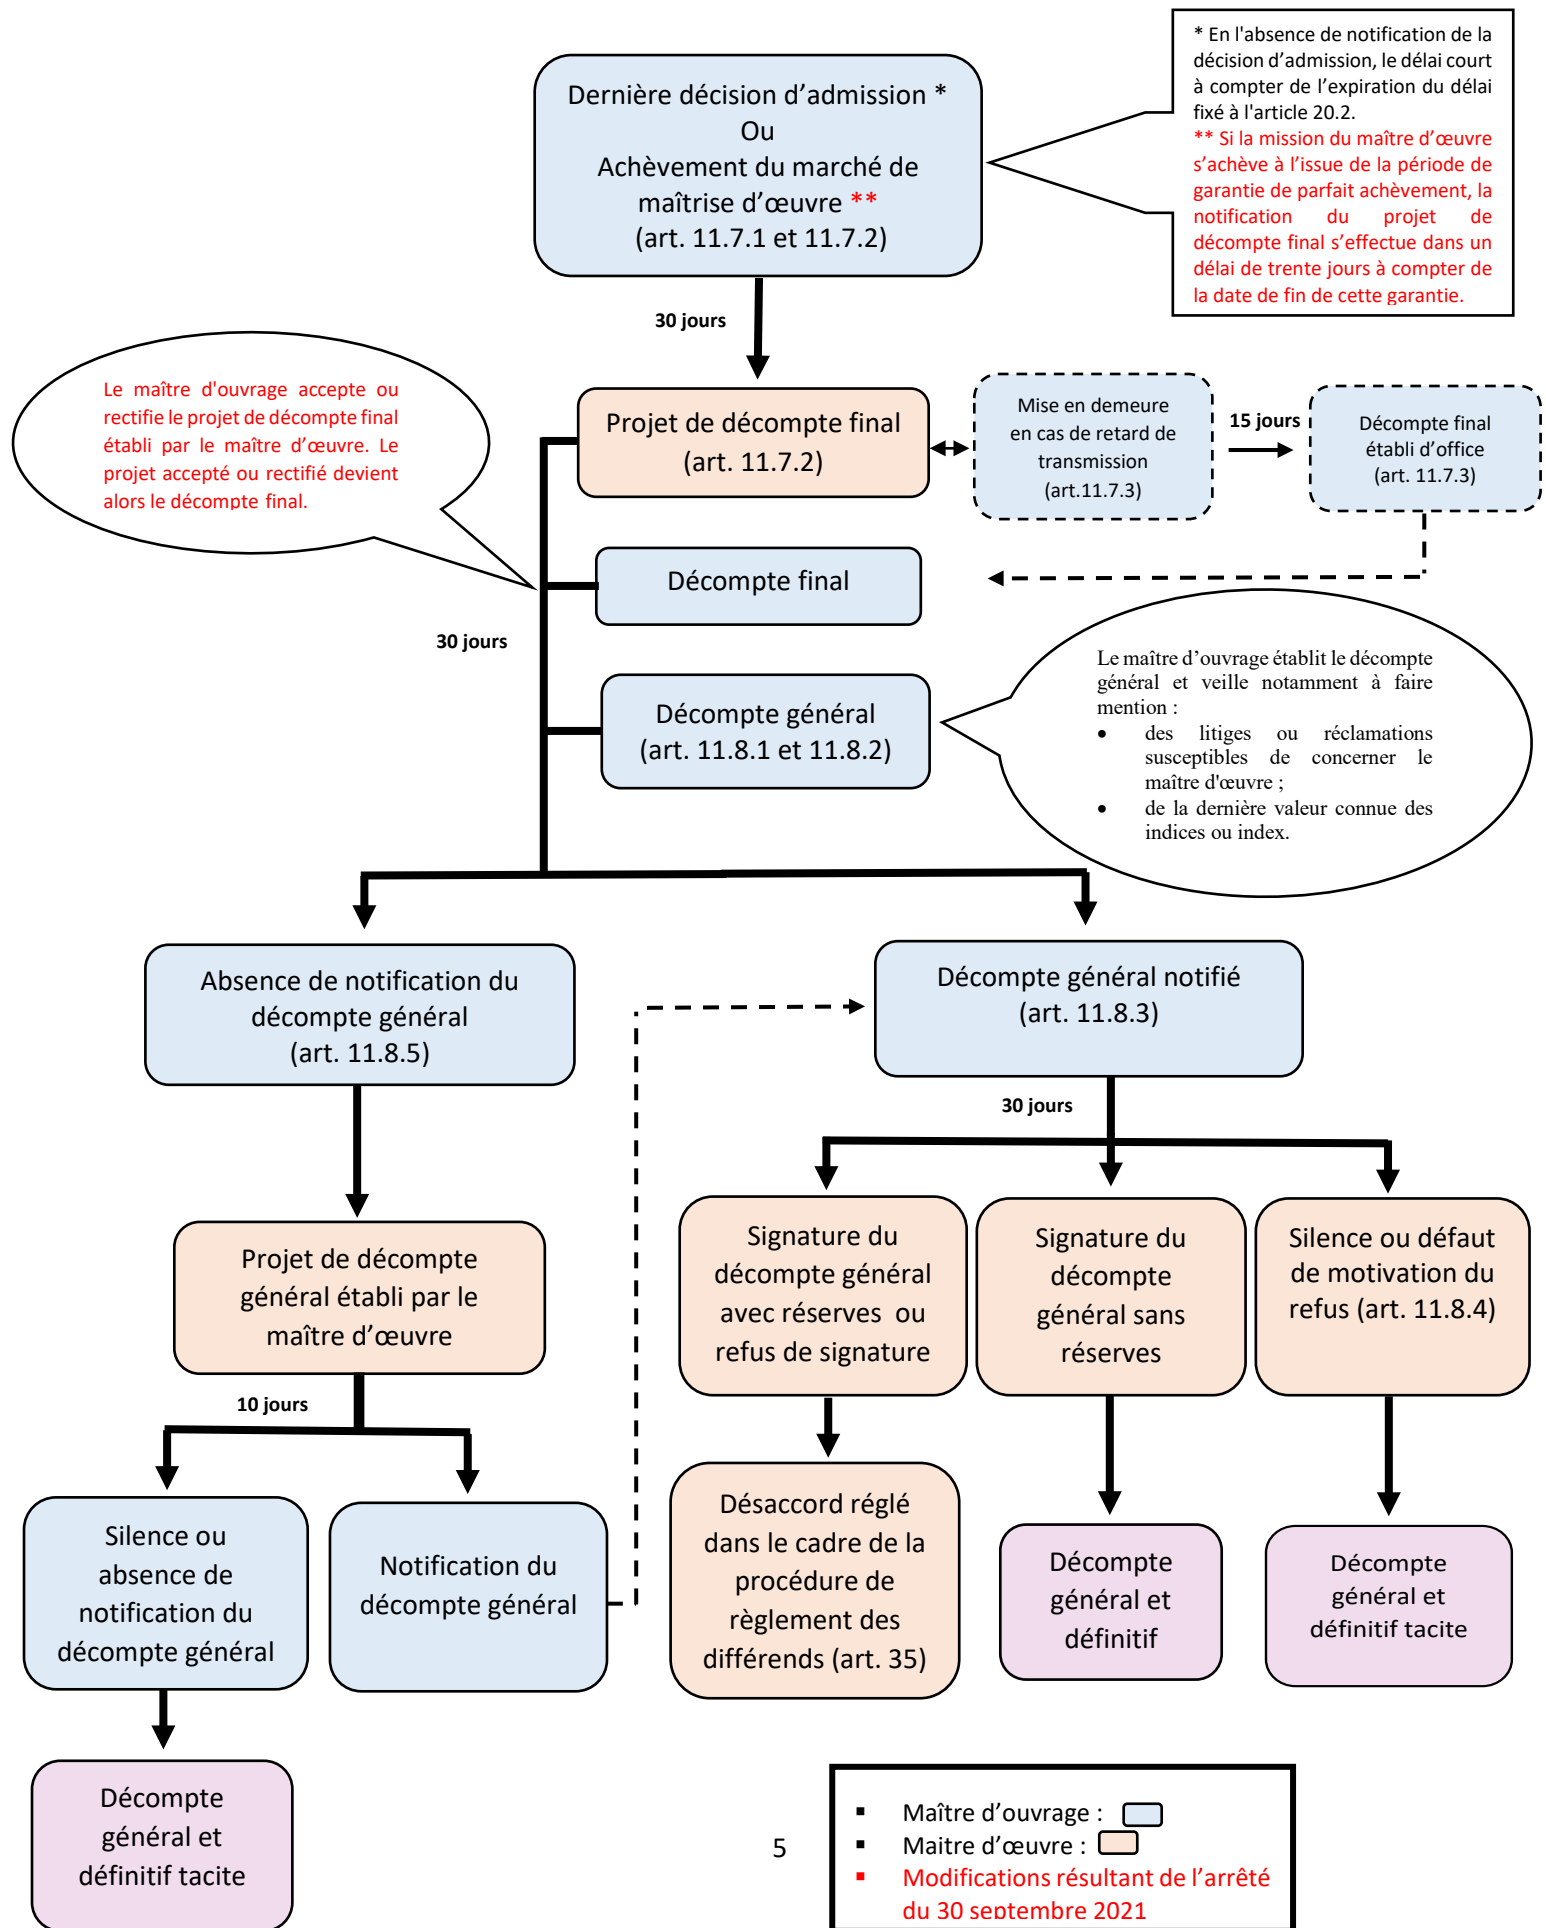 Dernière décision d’admission *
Ou
Achèvement du marché de
maîtrise d’œuvre **
(art. 11.7.1 et 11.7.2)
* En l'absence de notification de la
décision d’admission, le délai court
à compter de l’expiration du délai
fixé à l'article 20.2.
** Si la mission du maître d’œuvre
s’achève à l’issue de la période de
garantie de parfait achèvement, la
notification du projet de
décompte final s’effectue dans un
délai de trente jours à compter de
la date de fin de cette garantie.
30 jours
Le maître d'ouvrage accepte ou
rectifie le projet de décompte final
établi par le maître d’œuvre. Le
projet accepté ou rectifié devient
alors le décompte final.
Projet de décompte final
(art. 11.7.2)
Mise en demeure
en cas de retard de
transmission
(art.11.7.3)
15 jours
Décompte final
établi d’office
(art. 11.7.3)
Décompte final
30 jours
Décompte général
(art. 11.8.1 et 11.8.2)
Le maître d’ouvrage établit le décompte
général et veille notamment à faire
mention :
• des litiges ou réclamations
susceptibles de concerner le
maître d'œuvre ;
• de la dernière valeur connue des
indices ou index.
Absence de notification du
décompte général
(art. 11.8.5)
Décompte général notifié
(art. 11.8.3)
30 jours
Projet de décompte
général établi par le
maître d’œuvre
Signature du
décompte général
avec réserves ou
refus de signature
Signature du
décompte
général sans
réserves
Silence ou défaut
de motivation du
refus (art. 11.8.4)
10 jours
Silence ou
absence de
notification du
décompte général
Notification du
décompte général
Désaccord réglé
dans le cadre de la
procédure de
règlement des
différends (art. 35)
Décompte
général et
définitif
Décompte
général et
définitif tacite
Décompte
général et
définitif tacite
5
▪ Maître d’ouvrage :
▪ Maitre d’œuvre :
▪ Modifications résultant de l’arrêté
du 30 septembre 2021